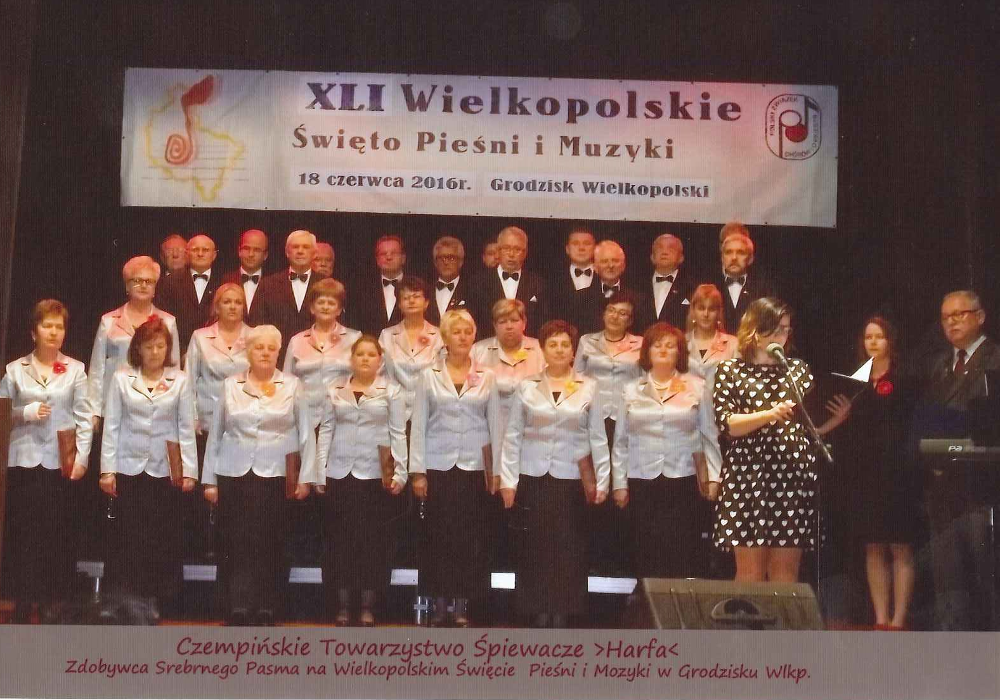 XLI Wielkopolskie
Święto Pieśni i Muzyki
18 czerwca 2016r. Grodzisk Wielkopolski
Pa
Czempińskie Towarzystwo Śpiewacze >Harfa<
Zdobywca Srebrnego Pasma na Wielkopolskim Święcie Pieśni i Mozyki w Grodzisku Wlkp.